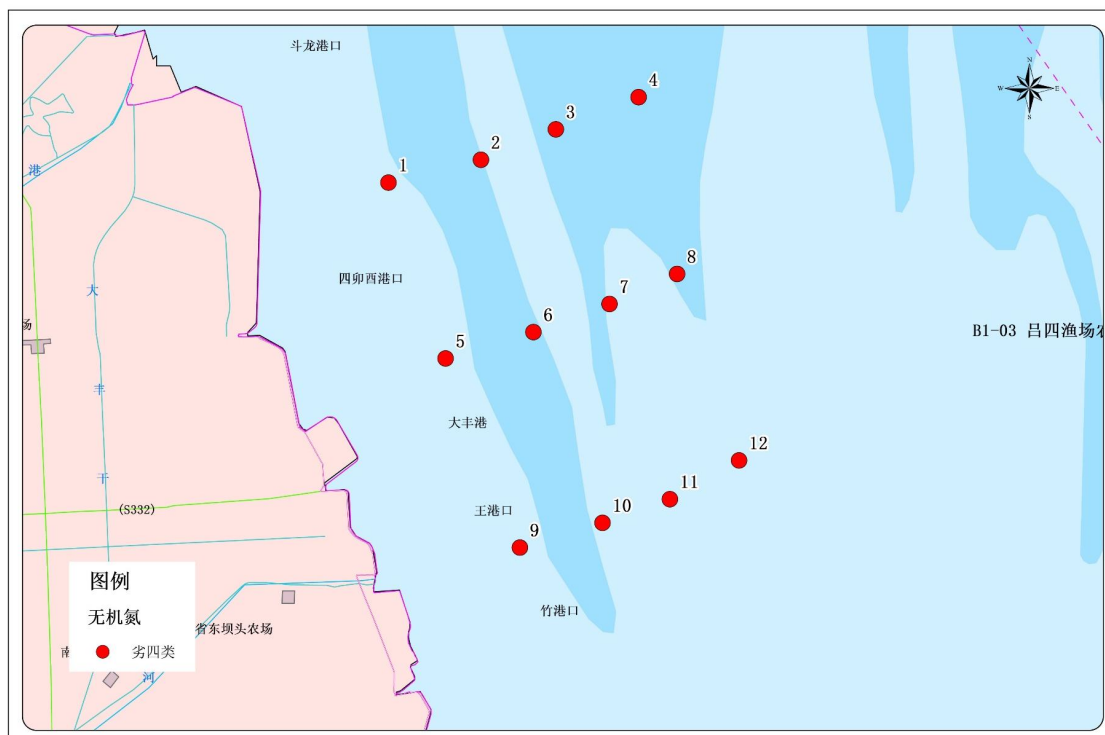 斗龙港口
N
W
E
S
4
3
2
1
港
四卯西港口
8
大
7
场
6
B1-03 吕四渔场农
5
丰
大丰港
12
干
11
(S332)
王港口
10
9
图例
无机氮
竹港口
省东坝头农场
劣四类
南
河